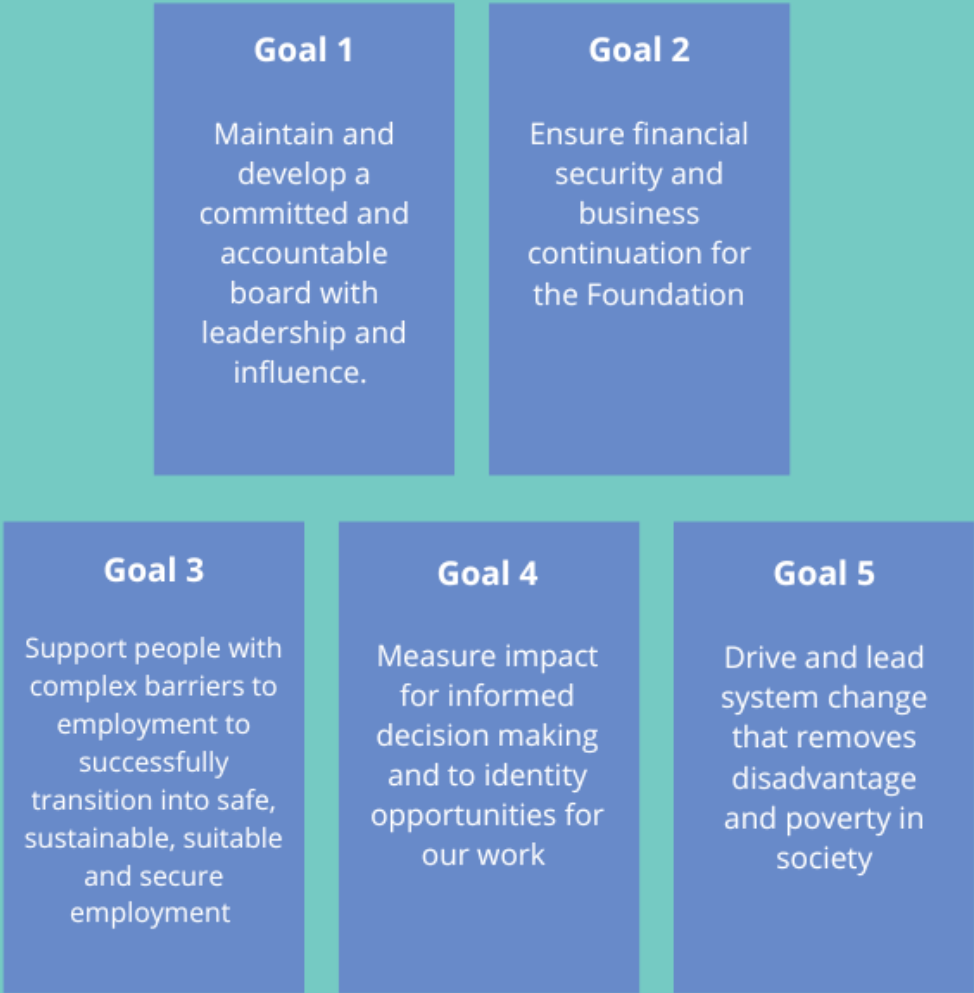 Goal 1
Maintain and
develop a
committed and
accountable
board with
leadership and
influence.
Goal 2
Ensure financial
security and
business
continuation for
the Foundation
Goal 3
Support people with
complex barriers to
employment to
successfully
transition into safe,
sustainable, suitable
and secure
employment
Goal 4
Measure impact
for informed
decision making
and to identity
opportunities for
our work
Goal 5
Drive and lead
system change
that removes
disadvantage
and poverty in
society